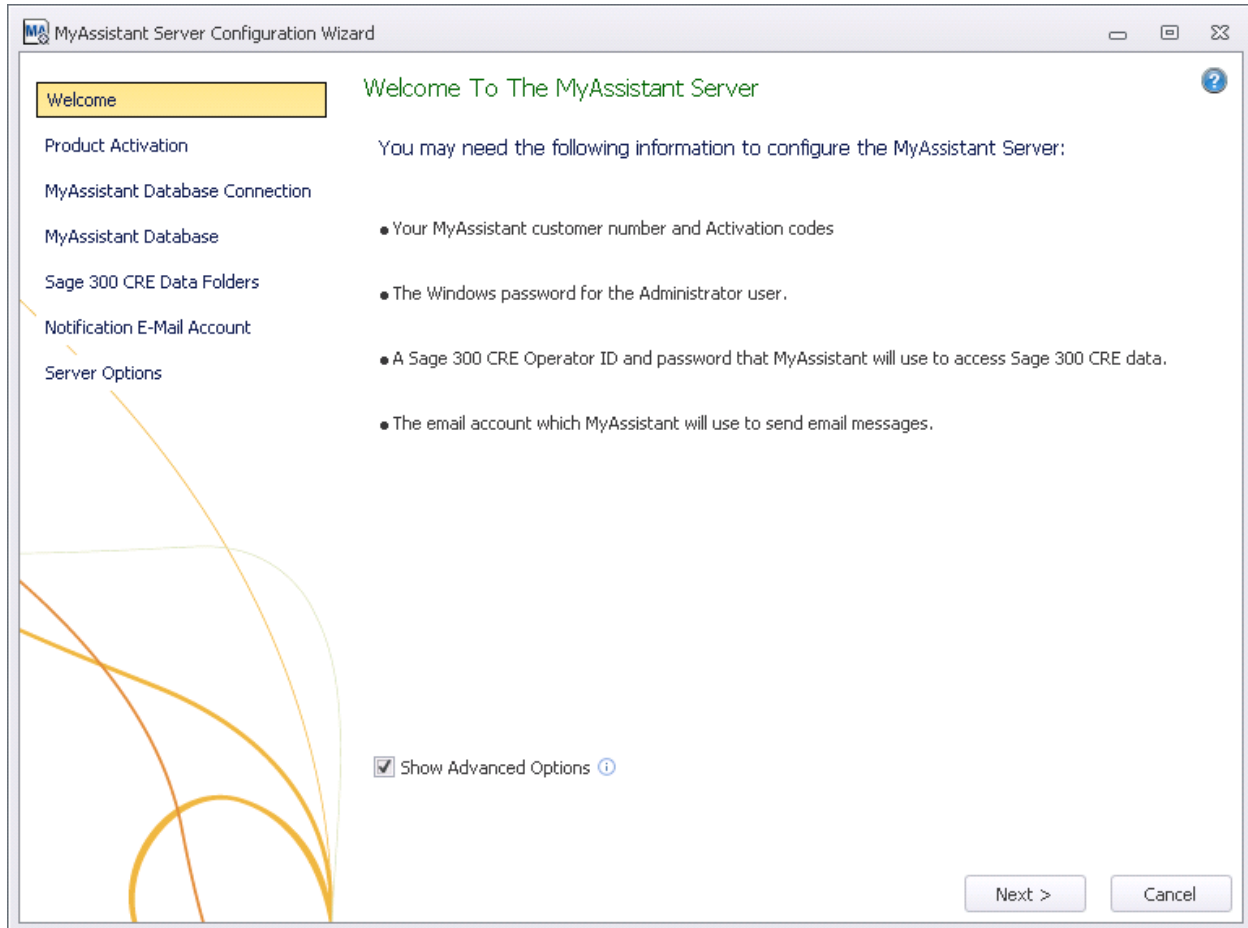 MyAssistant Server Configuration Wizard
Welcome
Product Activation
MyAssistant Database Connection
MyAssistant Database
Sage 300 CRE Data Folders
Notification E-Mail Account
Server Options
Welcome To The MyAssistant Server
You may need the following information to configure the MyAssistant Server:
● Your MyAssistant customer number and Activation codes
● The Windows password for the Administrator user.
● A Sage 300 CRE Operator ID and password that MyAssistant will use to access Sage 300 CRE data.
● The email account which MyAssistant will use to send email messages.
Show Advanced Options
Next >
Cancel